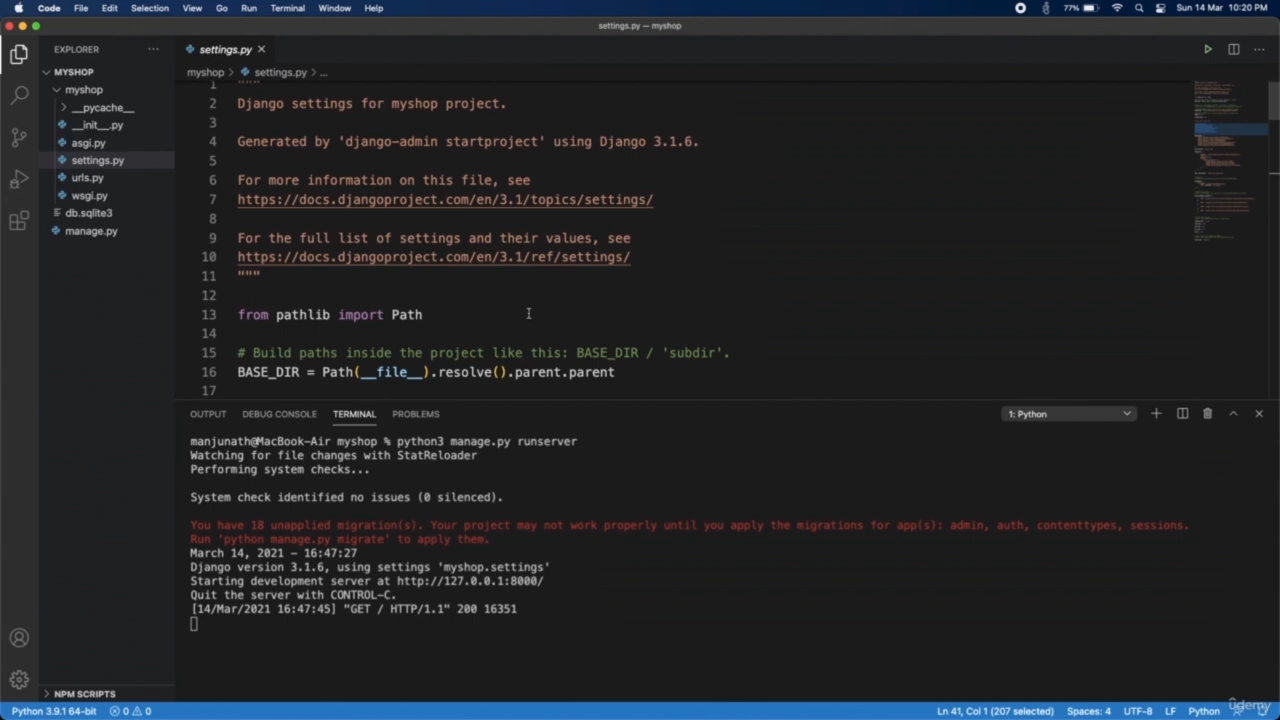 Code File Edit Selection View Go Run Terminal Window Help 77% Sun 14 Mar 10:20 PM
settings.py — myshop
EXPLORER
MYSHOP
myshop
__pycache__
__init__.py
asgi.py
settings.py
urls.py
wsgi.py
db.sqlite3
manage.py
NPM SCRIPTS
settings.py
myshop > settings.py > ...
1 """
2 Django settings for myshop project.
3
4 Generated by 'django-admin startproject' using Django 3.1.6.
5
6 For more information on this file, see
7 https://docs.djangoproject.com/en/3.1/topics/settings/
8
9 For the full list of settings and their values, see
10 https://docs.djangoproject.com/en/3.1/ref/settings/
11 """
12
13 from pathlib import Path
14
15 # Build paths inside the project like this: BASE_DIR / 'subdir'.
16 BASE_DIR = Path(__file__).resolve().parent.parent
17
OUTPUT DEBUG CONSOLE TERMINAL PROBLEMS 1: Python
manjunath@MacBook-Air myshop % python3 manage.py runserver
Watching for file changes with StatReloader
Performing system checks...
System check identified no issues (0 silenced).
You have 18 unapplied migration(s). Your project may not work properly until you apply the migrations for app(s): admin, auth, contenttypes, sessions.
Run 'python manage.py migrate' to apply them.
March 14, 2021 - 16:47:27
Django version 3.1.6, using settings 'myshop.settings'
Starting development server at http://127.0.0.1:8000/
Quit the server with CONTROL-C.
[14/Mar/2021 16:47:45] "GET / HTTP/1.1" 200 16351
Python 3.9.1 64-bit 0 0 Ln 41, Col 1 (207 selected) Spaces: 4 UTF-8 LF Python
udemy